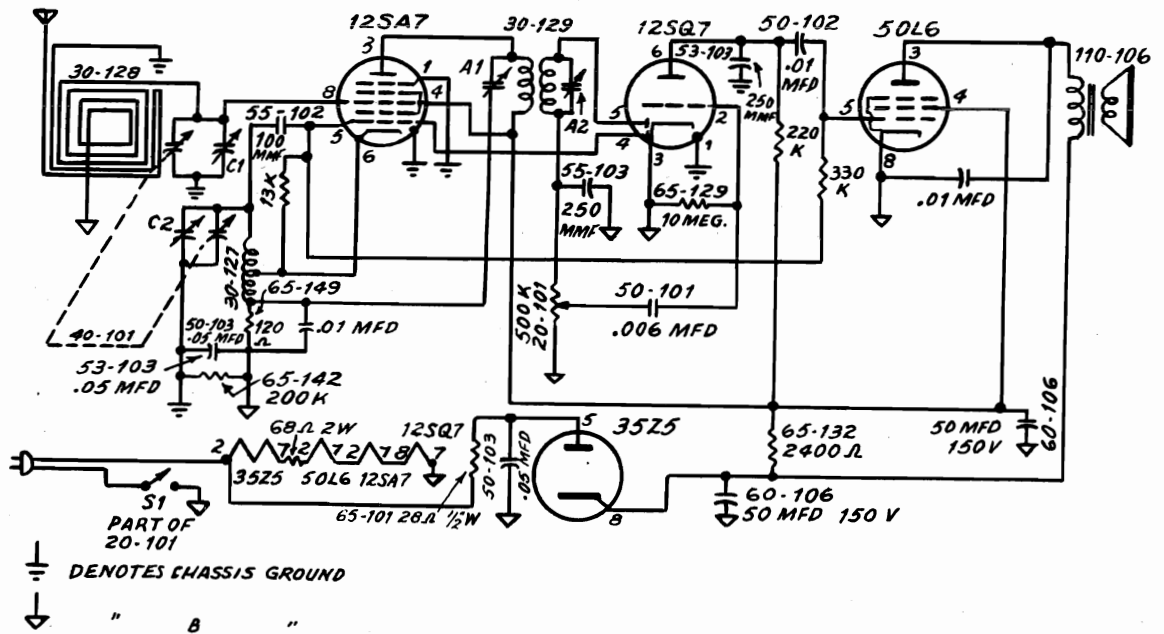 12SA7
30-129
12SQ7
50-102
50L6
3
6
53-103
.01
MFD
3
110-106
30-128
A1
1
250
MMF
8
4
5
2
5
4
55-102
100
MMF
5
6
A2
4
3
1
220
K
8
C1
13K
55-103
250
MMF
65-129
10 MEG.
330
K
.01 MFD
C2
30-127
65-149
50-101
.006 MFD
500 K
20-101
40-101
50-103
.05 MFD
120
Ω
.01 MFD
53-103
.05 MFD
65-142
200K
68Ω 2W
12SQ7
5
35Z5
65-132
2400 Ω
50 MFD
150V
60-106
2
7
2
7
2
7
8
7
35Z5
50L6
12SA7
50-103
.05 MFD
S1
PART OF
20-101
65-101 28Ω ½W
8
60-106
50 MFD 150 V
DENOTES CHASSIS GROUND
" B "